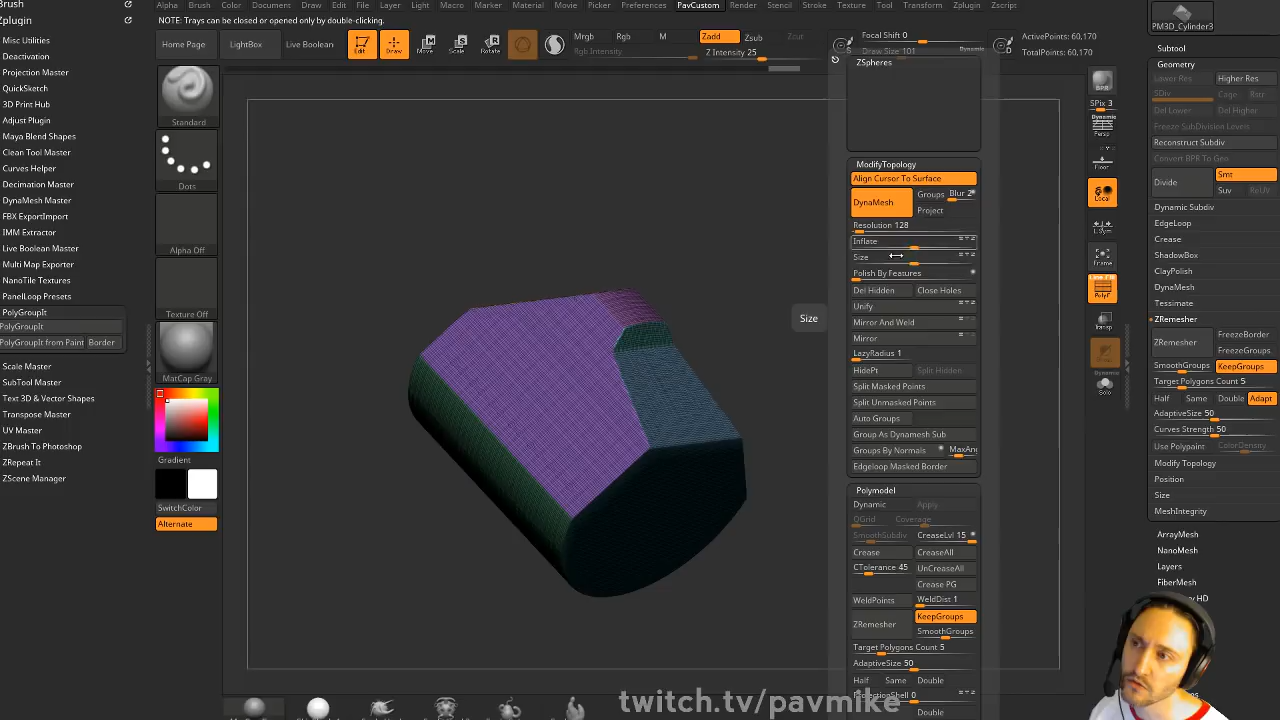 Brush
Alpha Brush Color Document Draw Edit File Layer Light Macro Marker Material Movie Picker Preferences PavCustom Render Stencil Stroke Texture Tool Transform Zplugin Zscript
Zplugin
NOTE: Trays can be closed or opened only by double-clicking.
Misc Utilities
Deactivation
Projection Master
QuickSketch
3D Print Hub
Adjust Plugin
Maya Blend Shapes
Clean Tool Master
Curves Helper
Decimation Master
DynaMesh Master
FBX ExportImport
IMM Extractor
Live Boolean Master
Multi Map Exporter
NanoTile Textures
PanelLoop Presets
PolyGroupIt
PolyGroupIt
PolyGroupIt from Paint Border
Scale Master
SubTool Master
Text 3D & Vector Shapes
Transpose Master
UV Master
ZBrush To Photoshop
ZRepeat It
ZScene Manager
Home Page LightBox Live Boolean
Edit Draw Move Scale Rotate
Mrgb Rgb M Zadd Zsub Zcut
Rgb Intensity Z Intensity 25
Focal Shift 0
Draw Size 101 Dynamic
ActivePoints: 60,170
TotalPoints: 60,170
Standard
Dots
Alpha Off
Texture Off
MatCap Gray
Gradient
SwitchColor
Alternate
Size
ZSpheres
ModifyTopology
Align Cursor To Surface
DynaMesh Groups Blur 2
Project
Resolution 128
Inflate
Size
Polish By Features
Del Hidden Close Holes
Unify
Mirror And Weld
Mirror
LazyRadius 1
HidePt Split Hidden
Split Masked Points
Split Unmasked Points
Auto Groups
Group As Dynamesh Sub
Groups By Normals MaxAng
Edgeloop Masked Border
Polymodel
Dynamic Apply
QGrid Coverage
SmoothSubdiv CreaseLvl 15
Crease CreaseAll
CTolerance 45 UnCreaseAll
Crease PG
WeldPoints WeldDist 1
ZRemesher KeepGroups
SmoothGroups
Target Polygons Count 5
AdaptiveSize 50
Half Same Double
ProjectionShell 0
Double
BPR
SPix 3
Dynamic
Persp
Floor
Local
L.Sym
Frame
Line Fill
PolyF
Transp
Dynamic
Solo
PM3D_Cylinder3
Subtool
Geometry
Lower Res Higher Res
SDiv Cage Rstr
Del Lower Del Higher
Freeze SubDivision Levels
Reconstruct Subdiv
Convert BPR To Geo
Divide Smt
Suv ReUV
Dynamic Subdiv
EdgeLoop
Crease
ShadowBox
ClayPolish
DynaMesh
Tessimate
ZRemesher
ZRemesher FreezeBorder
FreezeGroups
SmoothGroups KeepGroups
Target Polygons Count 5
Half Same Double Adapt
AdaptiveSize 50
Curves Strength 50
Use Polypaint ColorDensity
Modify Topology
Position
Size
MeshIntegrity
ArrayMesh
NanoMesh
Layers
FiberMesh
twitch.tv/pavmike